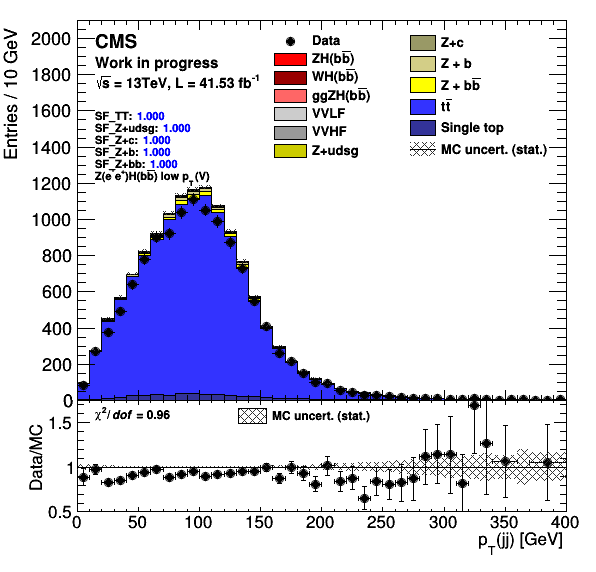 Entries / 10 GeV
2000
1800
1600
1400
1200
1000
800
600
400
200
0
CMS
Work in progress
√s = 13TeV, L = 41.53 fb⁻¹
SF_TT: 1.000
SF_Z+udsg: 1.000
SF_Z+c: 1.000
SF_Z+b: 1.000
SF_Z+bb: 1.000
Z(e⁻e⁺)H(bb̅) low p_T(V)
Data
ZH(bb̅)
WH(bb̅)
ggZH(bb̅)
VVLF
VVHF
Z+udsg
Z+c
Z + b
Z + bb̅
tt̅
Single top
MC uncert. (stat.)
Data/MC
1.5
1
0.5
χ²/dof = 0.96
MC uncert. (stat.)
0 50 100 150 200 250 300 350 400
p_T(jj) [GeV]